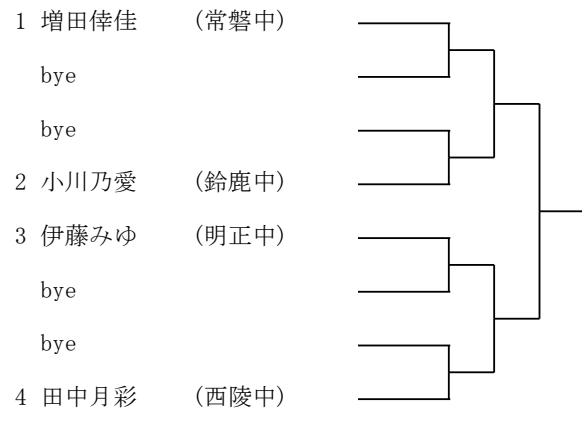 1 増田倖佳 (常磐中)
bye
bye
2 小川乃愛 (鈴鹿中)
3 伊藤みゆ (明正中)
bye
bye
4 田中月彩 (西陵中)